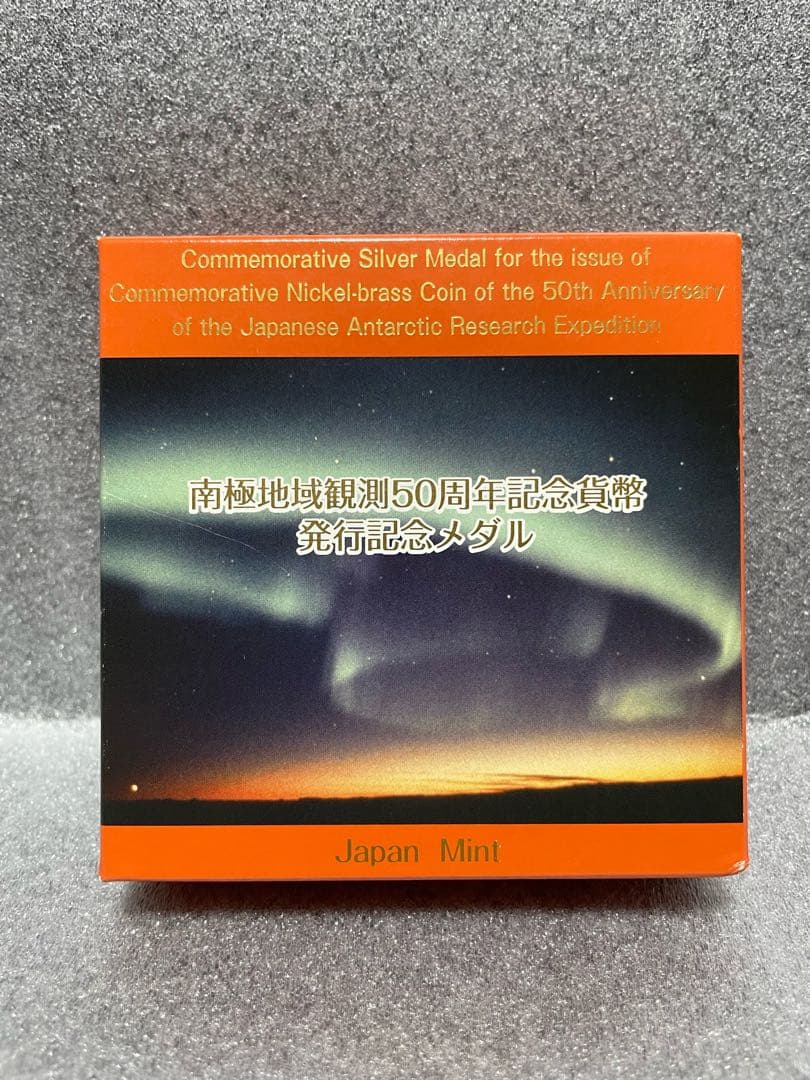 Commemorative Silver Medal for the issue of
Commemorative Nickel-brass Coin of the 50th Anniversary
of the Japanese Antarctic Research Expedition
南極地域観測50周年記念貨幣
発行記念メダル
Japan Mint